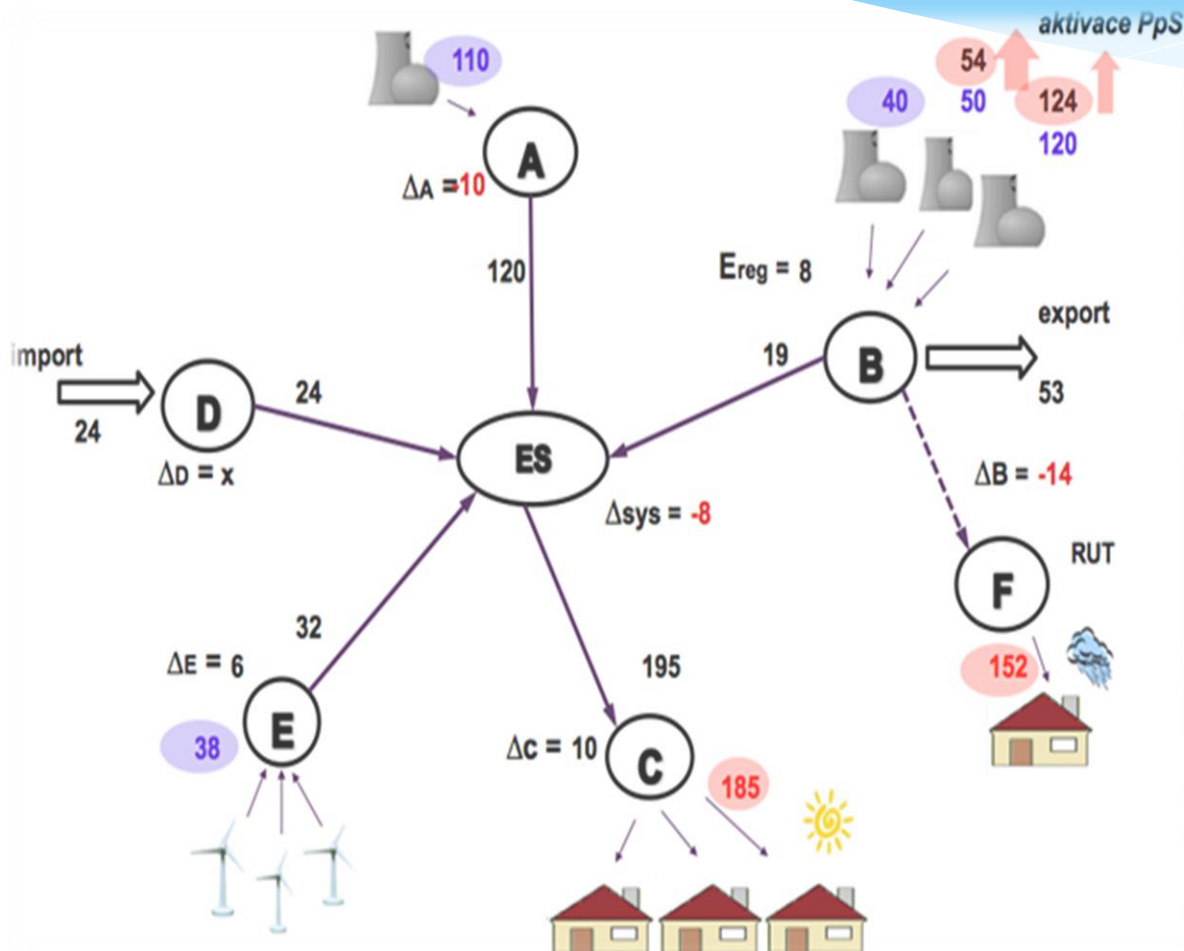 aktivace PpS
54
110
40
50
124
120
A
ΔA =-10
120
Ereg = 8
export
import
19
B
24
D
53
24
ES
ΔD = x
ΔB = -14
Δsys = -8
RUT
F
32
ΔE = 6
195
152
E
38
ΔC = 10
C
185